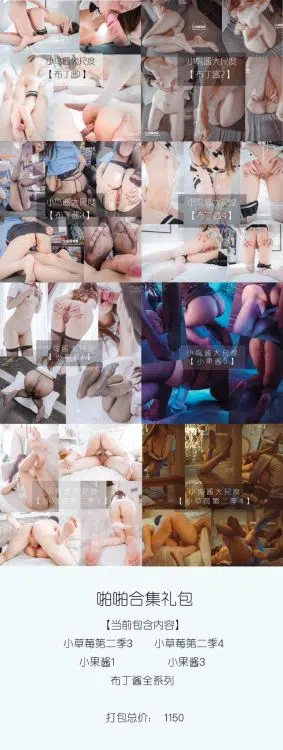 小鸟酱大尺度
【布丁酱1】
小鸟酱大尺度
【布丁酱2】
小鸟酱大尺度
【布丁酱3】
小鸟酱大尺度
【布丁酱4】
小鸟酱大尺度
【小果酱1】
小鸟酱大尺度
【小果酱3】
小鸟酱大尺度
【小草莓第二季3】
小鸟酱大尺度
【小草莓第二季4】
啪啪合集礼包
【当前包含内容】
小草莓第二季3 小草莓第二季4
小果酱1 小果酱3
布丁酱全系列
打包总价： 1150